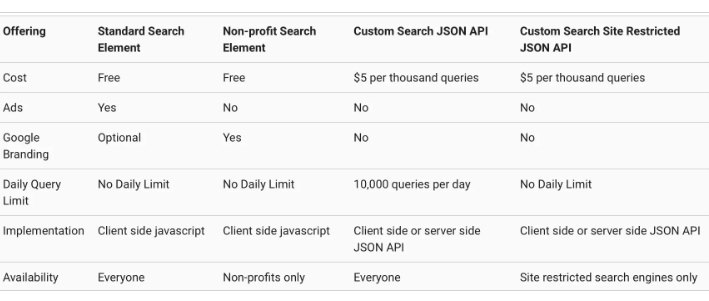 Offering Standard Search Element Non-profit Search Element Custom Search JSON API Custom Search Site Restricted JSON API
Cost Free Free $5 per thousand queries $5 per thousand queries
Ads Yes No No No
Google Branding Optional Yes No No
Daily Query Limit No Daily Limit No Daily Limit 10,000 queries per day No Daily Limit
Implementation Client side javascript Client side javascript Client side or server side JSON API Client side or server side JSON API
Availability Everyone Non-profits only Everyone Site restricted search engines only